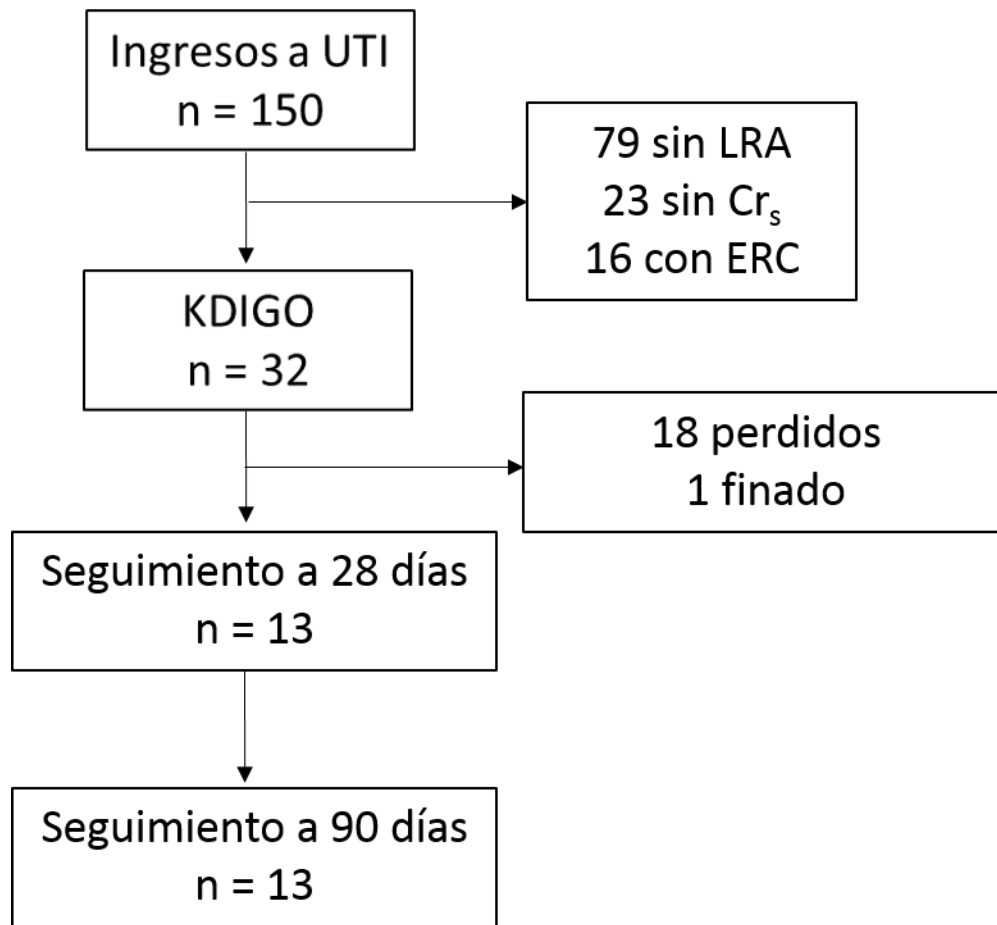 Ingresos a UTI
n = 150
79 sin LRA
23 sin Crₛ
16 con ERC
KDIGO
n = 32
18 perdidos
1 finado
Seguimiento a 28 días
n = 13
Seguimiento a 90 días
n = 13